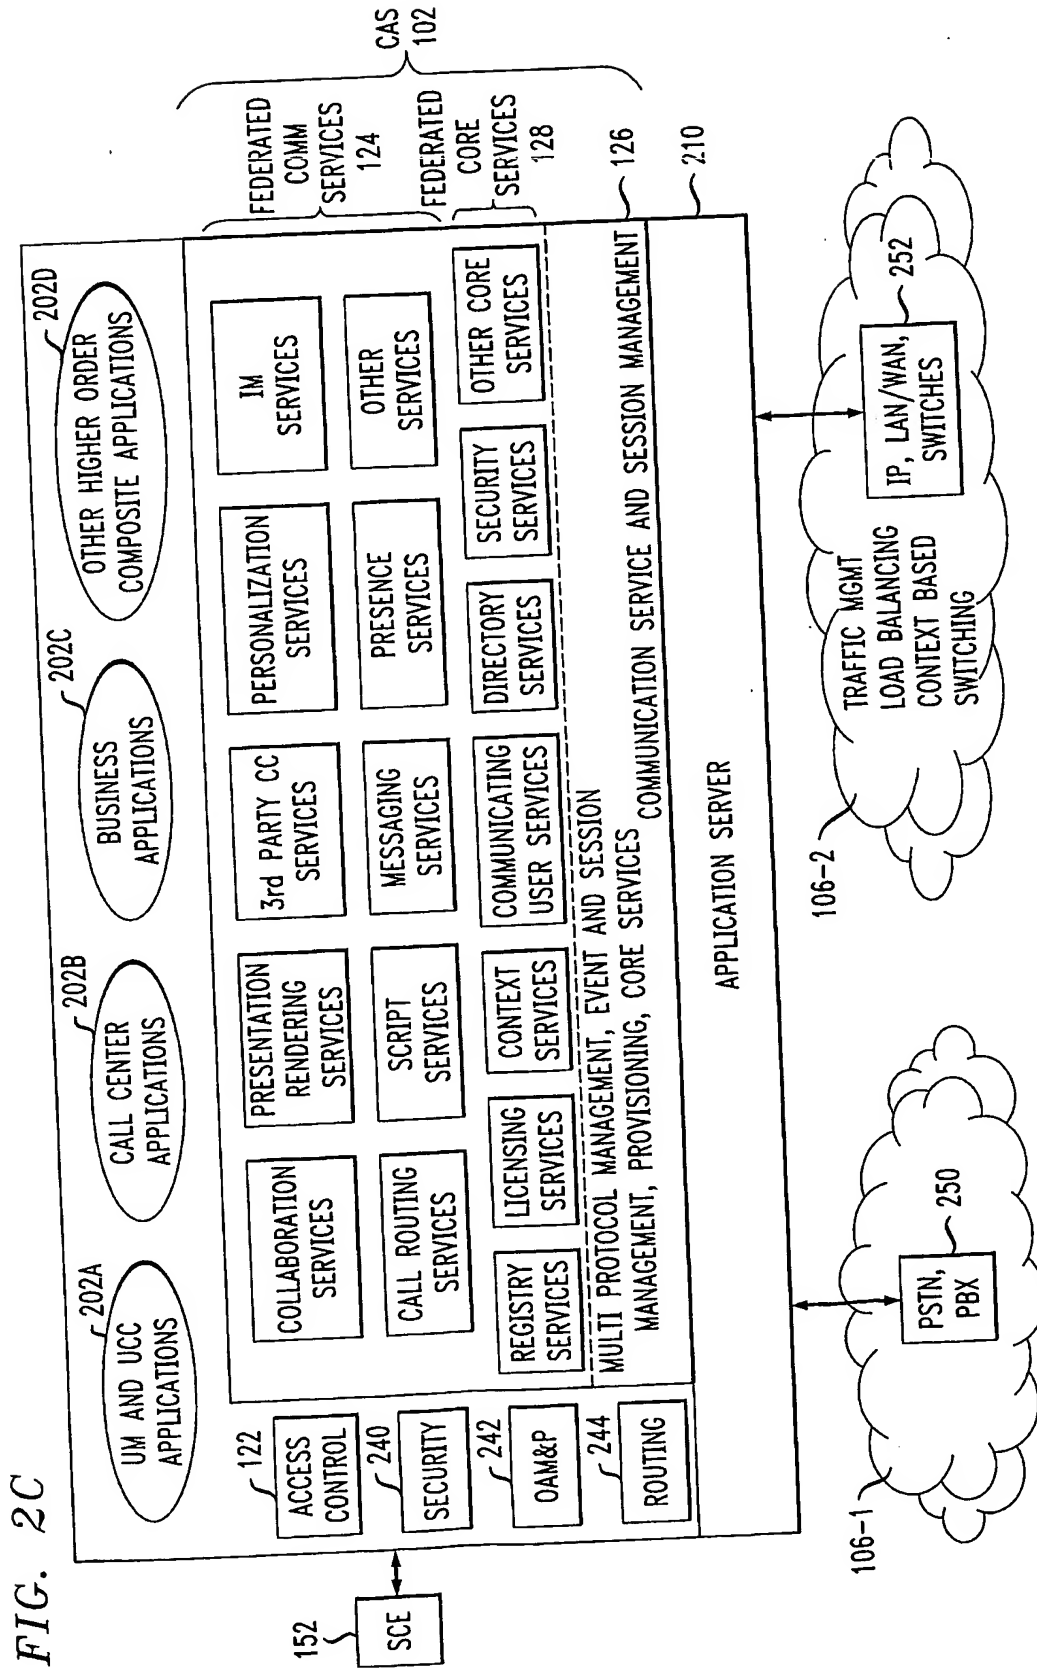 FIG. 2C
202A
UM AND UCC
APPLICATIONS
202B
CALL CENTER
APPLICATIONS
202C
BUSINESS
APPLICATIONS
202D
OTHER HIGHER ORDER
COMPOSITE APPLICATIONS
152
SCE
122
ACCESS
CONTROL
240
SECURITY
242
OAM&P
244
ROUTING
COLLABORATION
SERVICES
PRESENTATION
RENDERING
SERVICES
3rd PARTY CC
SERVICES
PERSONALIZATION
SERVICES
IM
SERVICES
CALL ROUTING
SERVICES
SCRIPT
SERVICES
MESSAGING
SERVICES
PRESENCE
SERVICES
OTHER
SERVICES
REGISTRY
SERVICES
LICENSING
SERVICES
CONTEXT
SERVICES
COMMUNICATING
USER SERVICES
DIRECTORY
SERVICES
SECURITY
SERVICES
OTHER CORE
SERVICES
FEDERATED
COMM
SERVICES
124
FEDERATED
CORE
SERVICES
128
CAS
102
126
210
MULTI PROTOCOL MANAGEMENT, EVENT AND SESSION
MANAGEMENT, PROVISIONING, CORE SERVICES
COMMUNICATION SERVICE AND SESSION MANAGEMENT
APPLICATION SERVER
106-1
PSTN,
PBX
250
106-2
TRAFFIC MGMT
LOAD BALANCING
CONTEXT BASED
SWITCHING
IP, LAN/WAN,
SWITCHES
252